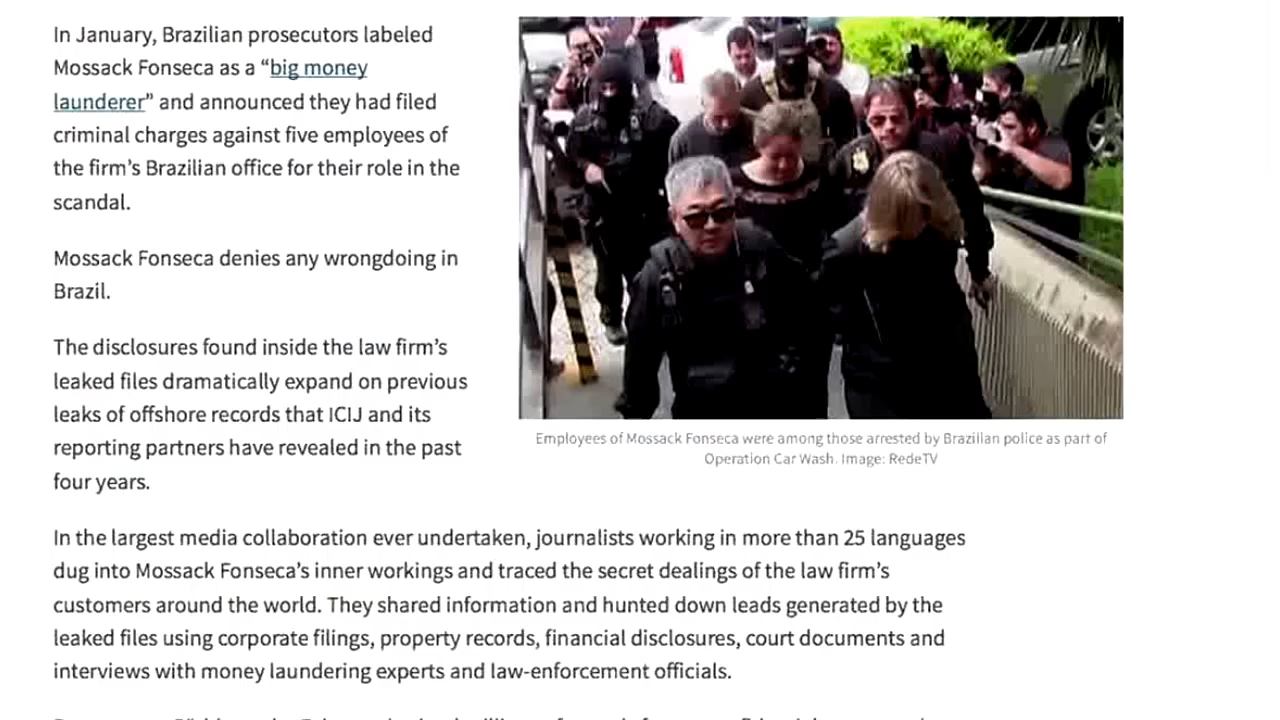 In January, Brazilian prosecutors labeled
Mossack Fonseca as a “big money
launderer” and announced they had filed
criminal charges against five employees of
the firm’s Brazilian office for their role in the
scandal.
Mossack Fonseca denies any wrongdoing in
Brazil.
The disclosures found inside the law firm’s
leaked files dramatically expand on previous
leaks of offshore records that ICIJ and its
reporting partners have revealed in the past
four years.
Employees of Mossack Fonseca were among those arrested by Brazilian police as part of
Operation Car Wash. Image: RedeTV
In the largest media collaboration ever undertaken, journalists working in more than 25 languages
dug into Mossack Fonseca’s inner workings and traced the secret dealings of the law firm’s
customers around the world. They shared information and hunted down leads generated by the
leaked files using corporate filings, property records, financial disclosures, court documents and
interviews with money laundering experts and law-enforcement officials.